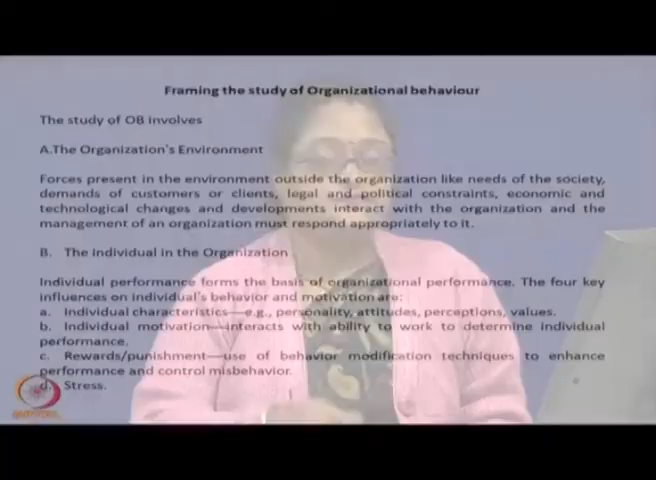 Framing the study of Organizational behaviour
The study of OB involves
A.The Organization's Environment
Forces present in the environment outside the organization like needs of the society,
demands of customers or clients, legal and political constraints, economic and
technological changes and developments interact with the organization and the
management of an organization must respond appropriately to it.
B. The Individual in the Organization
Individual performance forms the basis of organizational performance. The four key
influences on individual's behavior and motivation are:
a. Individual characteristics—e.g., personality, attitudes, perceptions, values.
b. Individual motivation—interacts with ability to work to determine individual
performance.
c. Rewards/punishment—use of behavior modification techniques to enhance
performance and control misbehavior.
d. Stress.